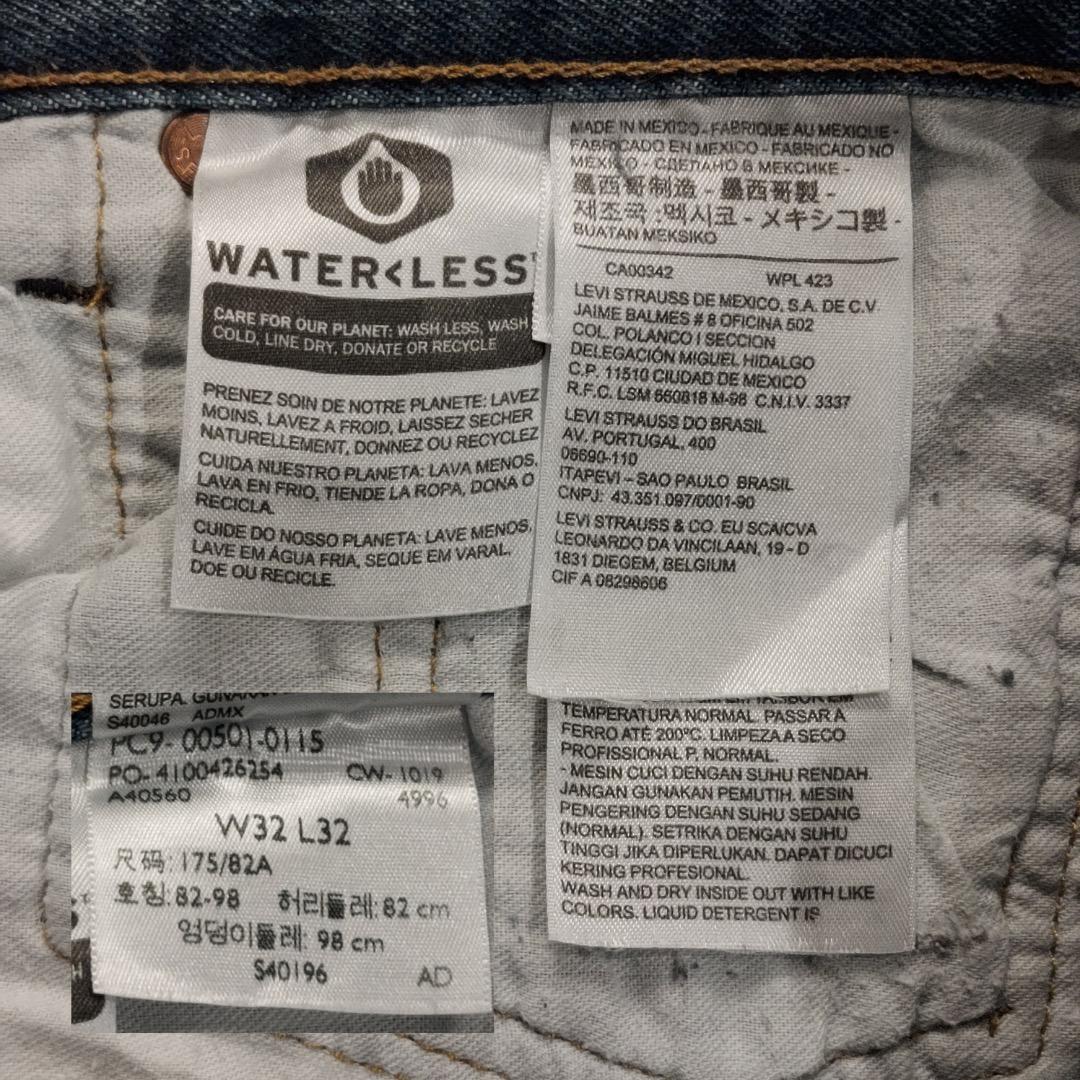 WATER<LESS™
CARE FOR OUR PLANET: WASH LESS, WASH
COLD, LINE DRY, DONATE OR RECYCLE
PRENEZ SOIN DE NOTRE PLANETE: LAVEZ
MOINS, LAVEZ A FROID, LAISSEZ SECHER
NATURELLEMENT, DONNEZ OU RECYCLEZ
CUIDA NUESTRO PLANETA: LAVA MENOS,
LAVA EN FRIO, TIENDE LA ROPA, DONA O
RECICLA.
CUIDE DO NOSSO PLANETA: LAVE MENOS,
LAVE EM ÁGUA FRIA, SEQUE EM VARAL,
DOE OU RECICLE.
MADE IN MEXICO - FABRIQUE AU MEXIQUE -
FABRICADO EN MEXICO - FABRICADO NO
MEXICO - СДЕЛАНО В МЕКСИКЕ -
墨西哥制造 - 墨西哥製 -
제조국 : 멕시코 - メキシコ製 -
BUATAN MEKSIKO
CA00342 WPL 423
LEVI STRAUSS DE MEXICO, S.A. DE C.V
JAIME BALMES # 8 OFICINA 502
COL. POLANCO I SECCION
DELEGACIÓN MIGUEL HIDALGO
C.P. 11510 CIUDAD DE MEXICO
R.F.C. LSM 660818 M-98 C.N.I.V. 3337
LEVI STRAUSS DO BRASIL
AV. PORTUGAL, 400
06690-110
ITAPEVI – SAO PAULO BRASIL
CNPJ: 43.351.097/0001-90
LEVI STRAUSS & CO. EU SCA/CVA
LEONARDO DA VINCILAAN, 19 - D
1831 DIEGEM, BELGIUM
CIF A 08298606
TEMPERATURA NORMAL. PASSAR A
FERRO ATÉ 200ºC. LIMPEZA A SECO
PROFISSIONAL P. NORMAL.
- MESIN CUCI DENGAN SUHU RENDAH.
JANGAN GUNAKAN PEMUTIH. MESIN
PENGERING DENGAN SUHU SEDANG
(NORMAL). SETRIKA DENGAN SUHU
TINGGI JIKA DIPERLUKAN. DAPAT DICUCI
KERING PROFESIONAL.
WASH AND DRY INSIDE OUT WITH LIKE
COLORS. LIQUID DETERGENT IS
SERUPA.
S40046 ADMX
PC9- 00501-0115
PO- 4100426254 CW- 1019
A40560 4996
W32 L32
尺码: 175/82A
호칭: 82-98 허리둘레: 82 cm
엉덩이둘레: 98 cm
S40196 AD